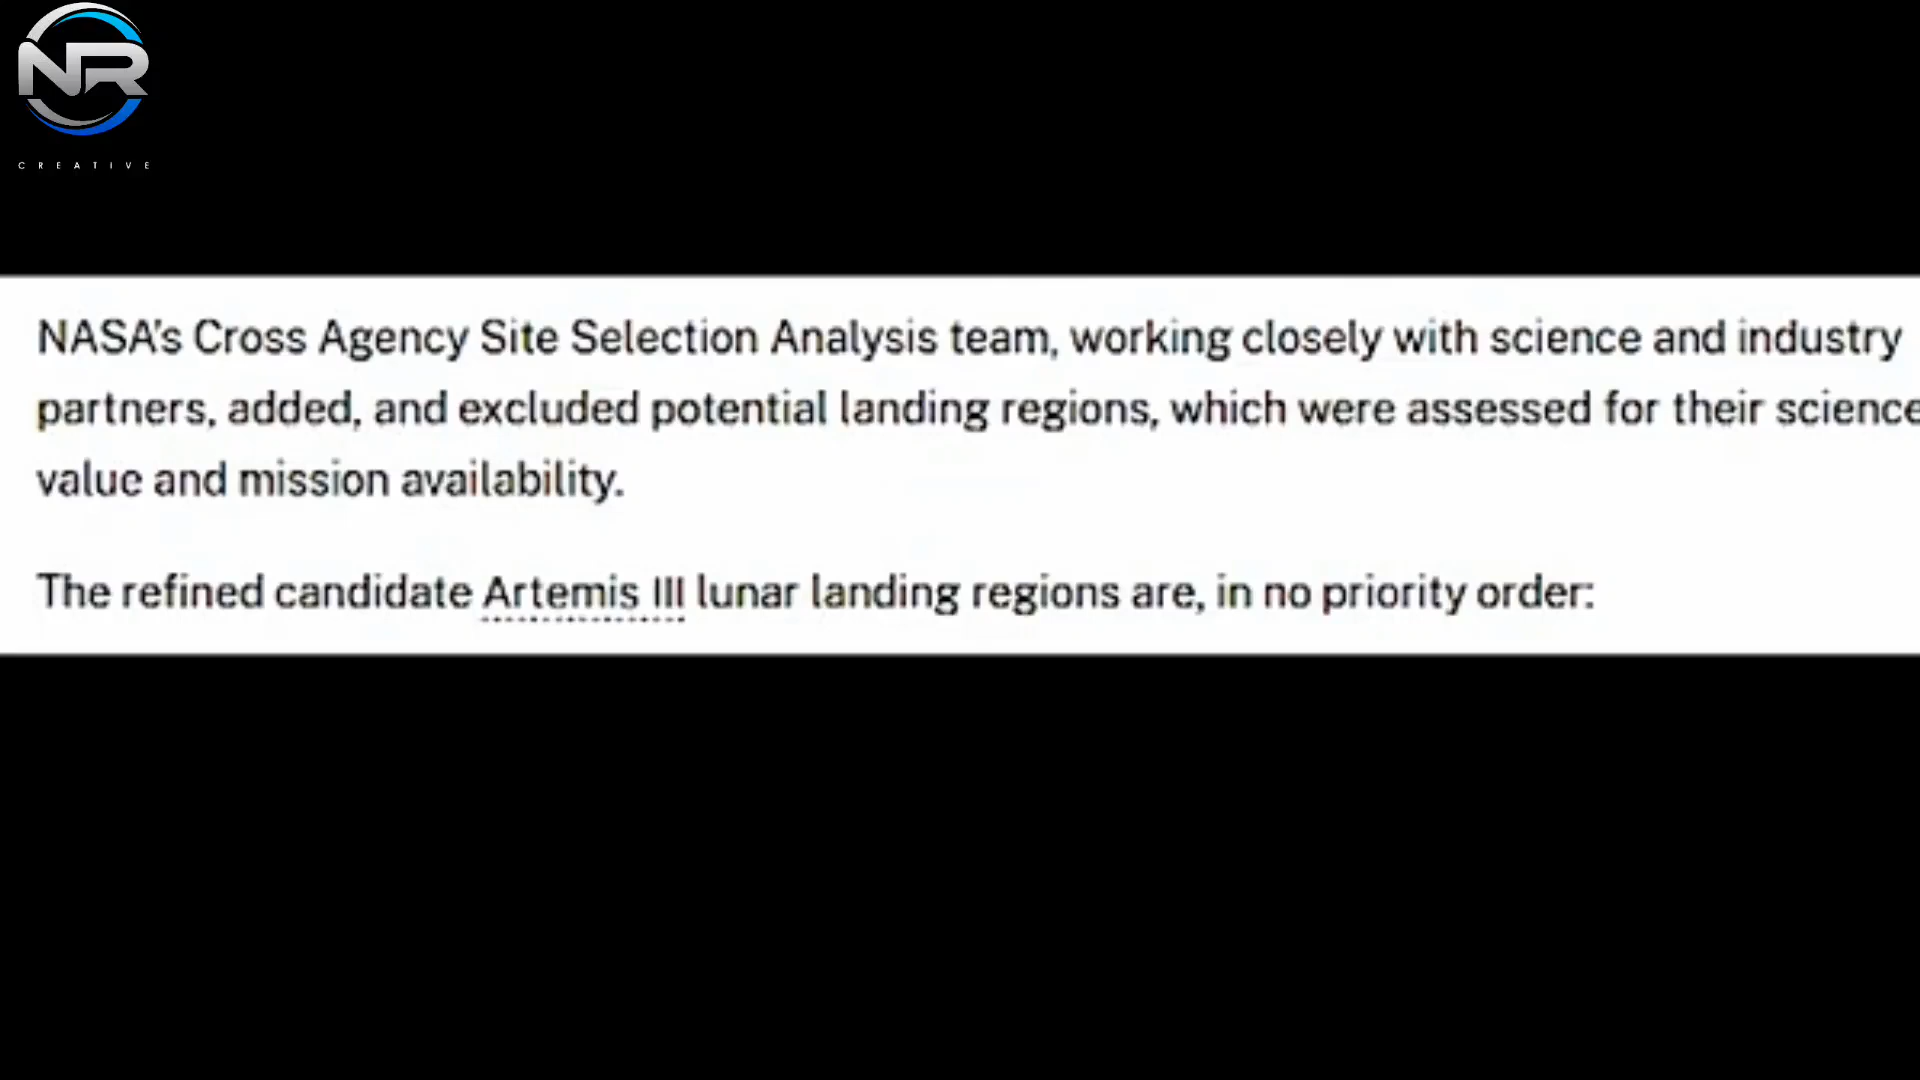 NR
CREATIVE
NASA's Cross Agency Site Selection Analysis team, working closely with science and industry
partners, added, and excluded potential landing regions, which were assessed for their science
value and mission availability.
The refined candidate Artemis III lunar landing regions are, in no priority order: